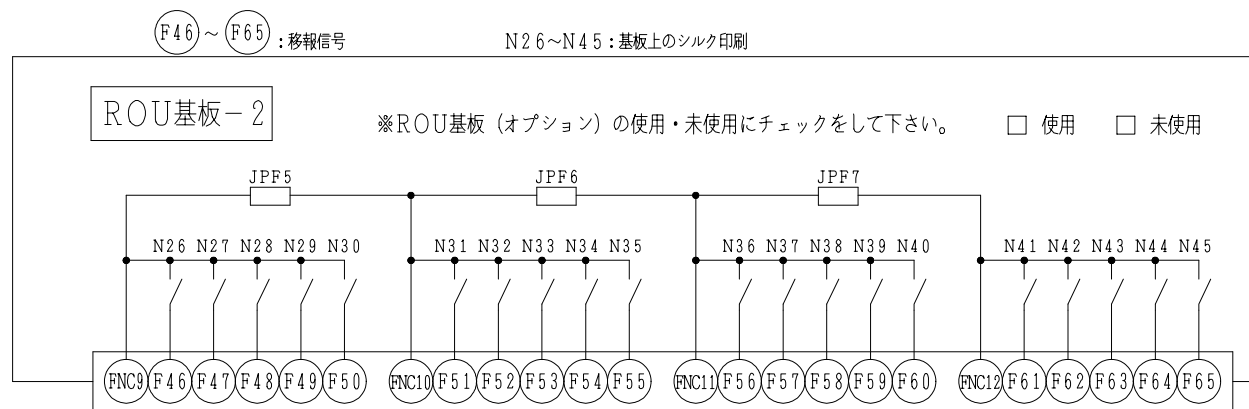 F46～F65：移報信号 N26～N45：基板上のシルク印刷
ROU基板－2
※ROU基板（オプション）の使用・未使用にチェックをして下さい。 □ 使用 □ 未使用
JPF5 JPF6 JPF7
N26 N27 N28 N29 N30 N31 N32 N33 N34 N35 N36 N37 N38 N39 N40 N41 N42 N43 N44 N45
FNC9 F46 F47 F48 F49 F50 FNC10 F51 F52 F53 F54 F55 FNC11 F56 F57 F58 F59 F60 FNC12 F61 F62 F63 F64 F65